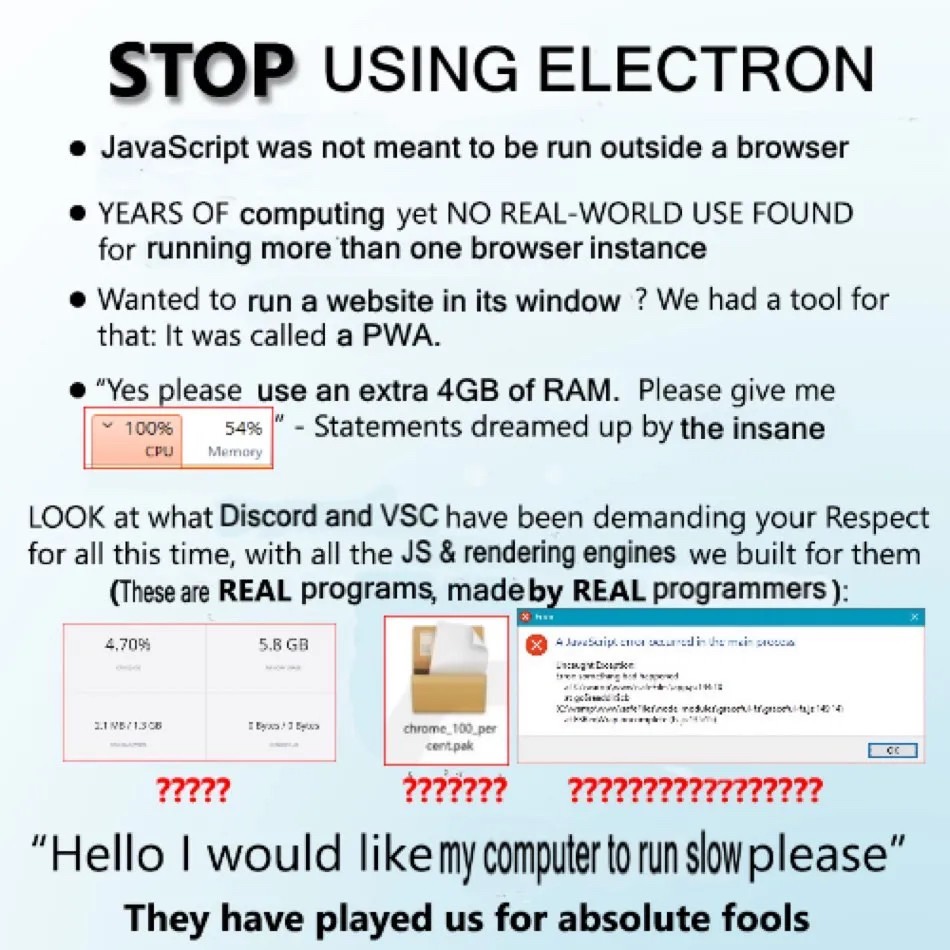 STOP USING ELECTRON
● JavaScript was not meant to be run outside a browser
● YEARS OF computing yet NO REAL-WORLD USE FOUND
for running more than one browser instance
● Wanted to run a website in its window ? We had a tool for
that: It was called a PWA.
● “Yes please use an extra 4GB of RAM. Please give me
100% 54%
CPU Memory
” - Statements dreamed up by the insane
LOOK at what Discord and VSC have been demanding your Respect
for all this time, with all the JS & rendering engines we built for them
(These are REAL programs, made by REAL programmers ):
4.70% 5.8 GB
2.1 MB / 1.3 GB 0 Bytes / 0 Bytes
chrome_100_per
cent.pak
Error
A JavaScript error occurred in the main process
Uncaught Exception:
Error: something bad happened
OK
?????
???????
?????????????????
“Hello I would like my computer to run slow please”
They have played us for absolute fools